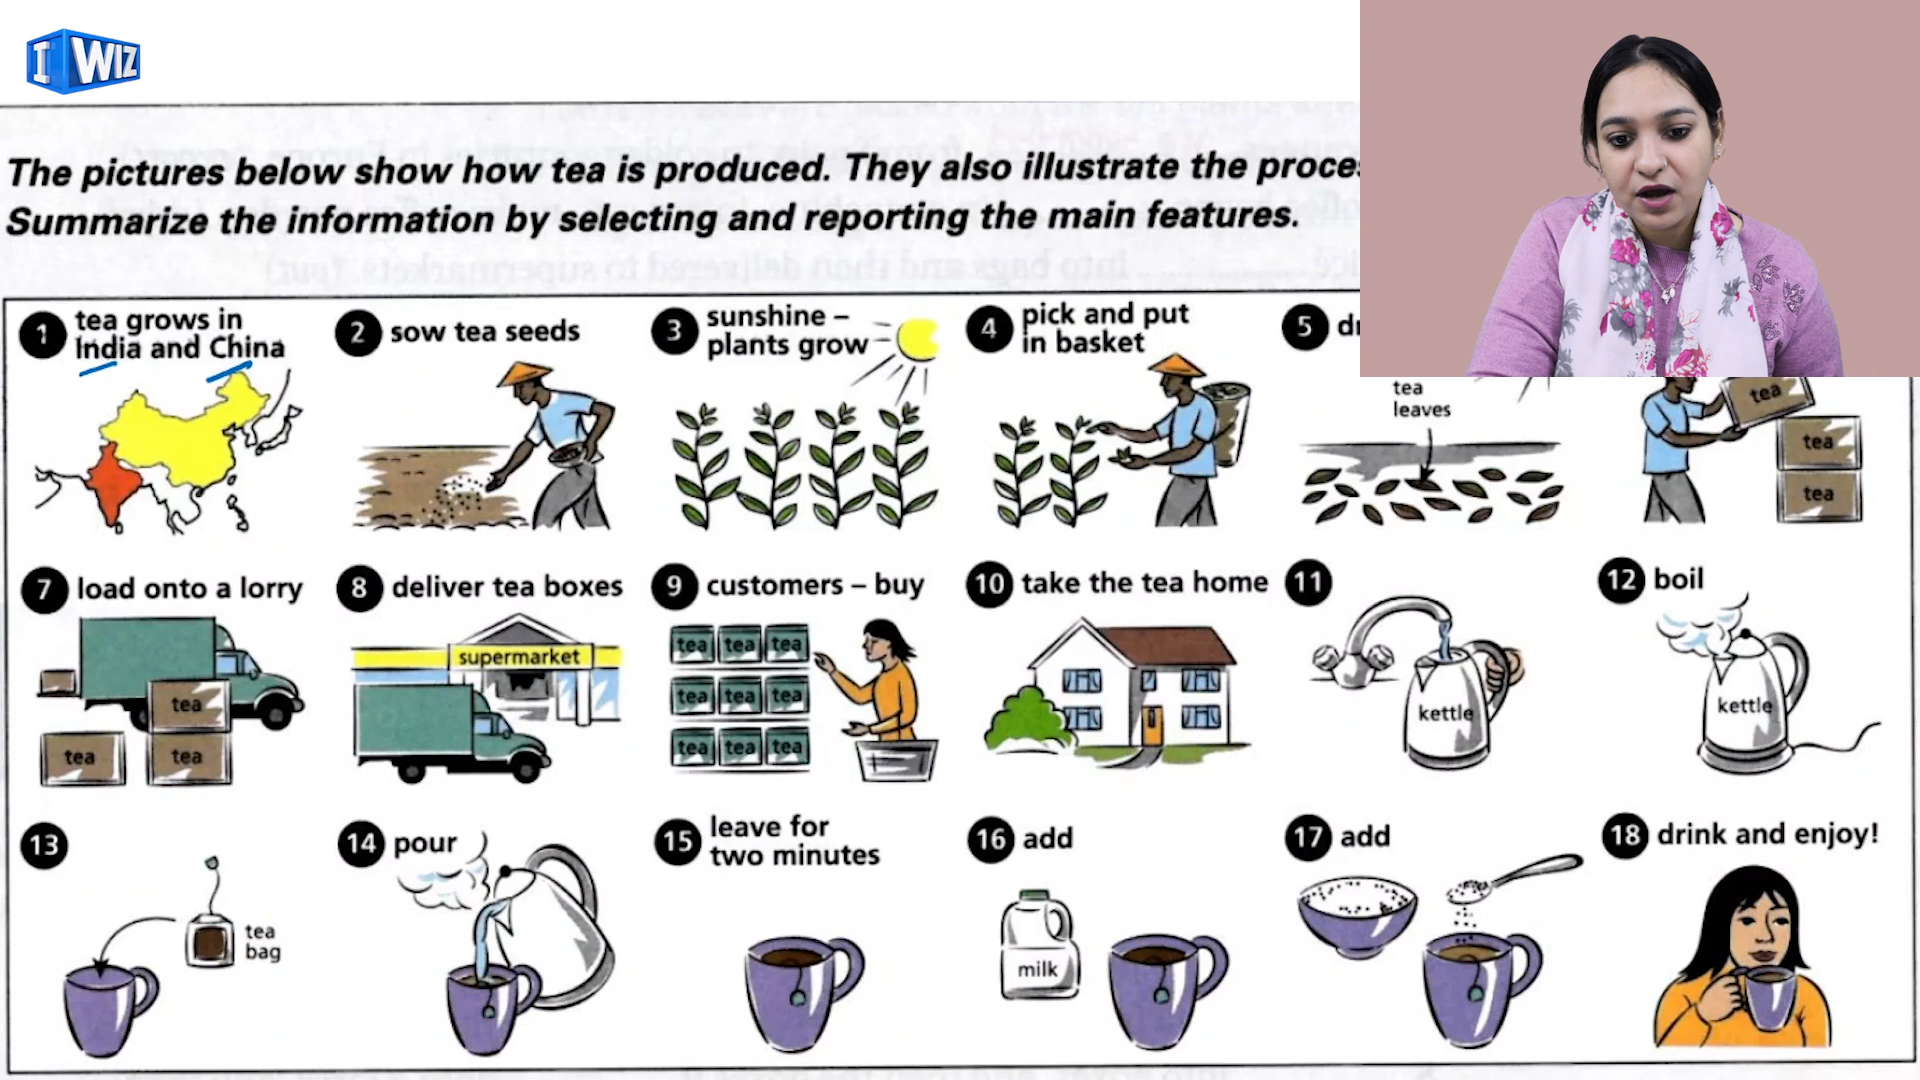 I WIZ
The pictures below show how tea is produced. They also illustrate the
Summarize the information by selecting and reporting the main features.
1 tea grows in
India and China
2 sow tea seeds
3 sunshine –
plants grow
4 pick and put
in basket
5
tea
leaves
tea
tea
tea
7 load onto a lorry
tea
tea
tea
8 deliver tea boxes
supermarket
9 customers – buy
tea tea tea
tea tea tea
tea tea tea
10 take the tea home
11
kettle
12 boil
kettle
13
tea
bag
14 pour
15 leave for
two minutes
16 add
milk
17 add
18 drink and enjoy!